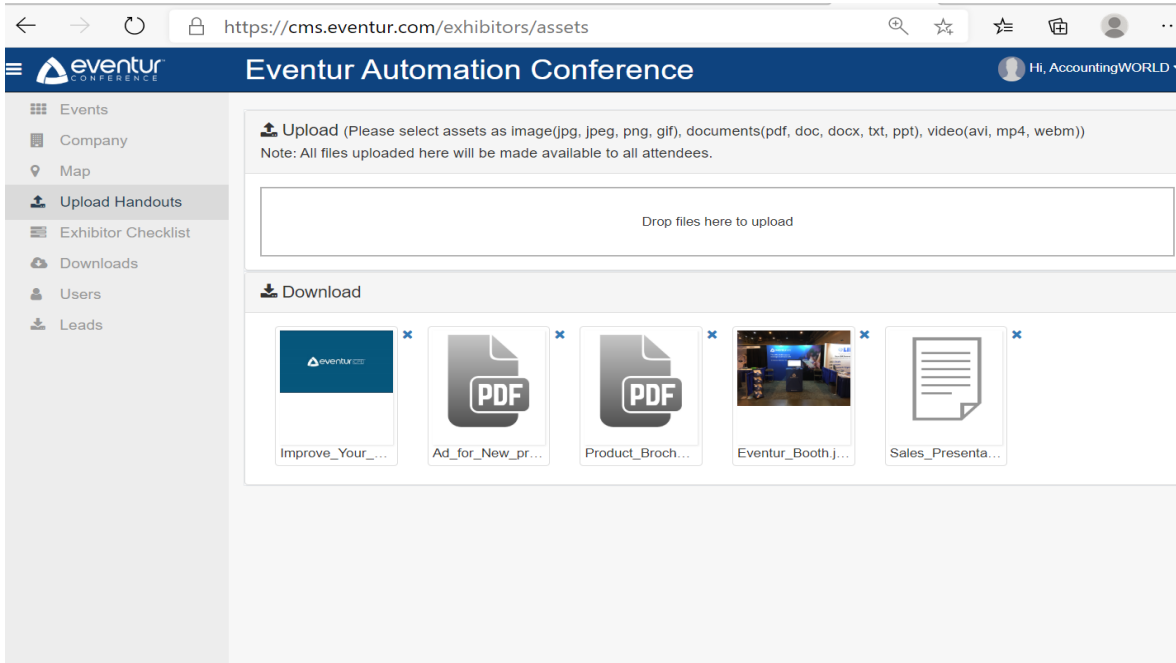 https://cms.eventur.com/exhibitors/assets
eventur
CONFERENCE
Eventur Automation Conference
Hi, AccountingWORLD
Events
Company
Map
Upload Handouts
Exhibitor Checklist
Downloads
Users
Leads
Upload (Please select assets as image(jpg, jpeg, png, gif), documents(pdf, doc, docx, txt, ppt), video(avi, mp4, webm))
Note: All files uploaded here will be made available to all attendees.
Drop files here to upload
Download
eventur
PDF
PDF
Improve_Your_...
Ad_for_New_pr...
Product_Broch...
Eventur_Booth.j...
Sales_Presenta...